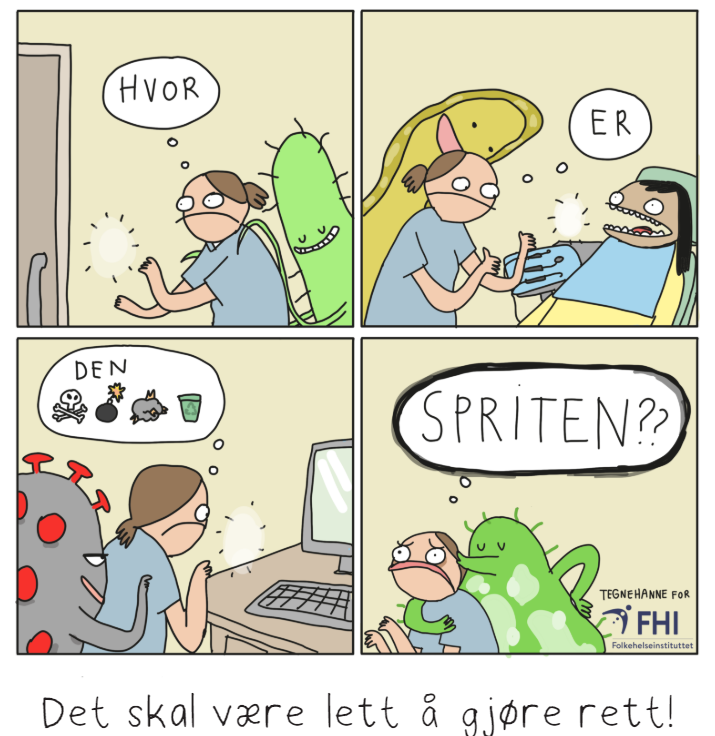 HVOR
ER
DEN
SPRITEN??
TEGNEHANNE FOR
FHI
Folkehelseinstituttet
Det skal være lett å gjøre rett!